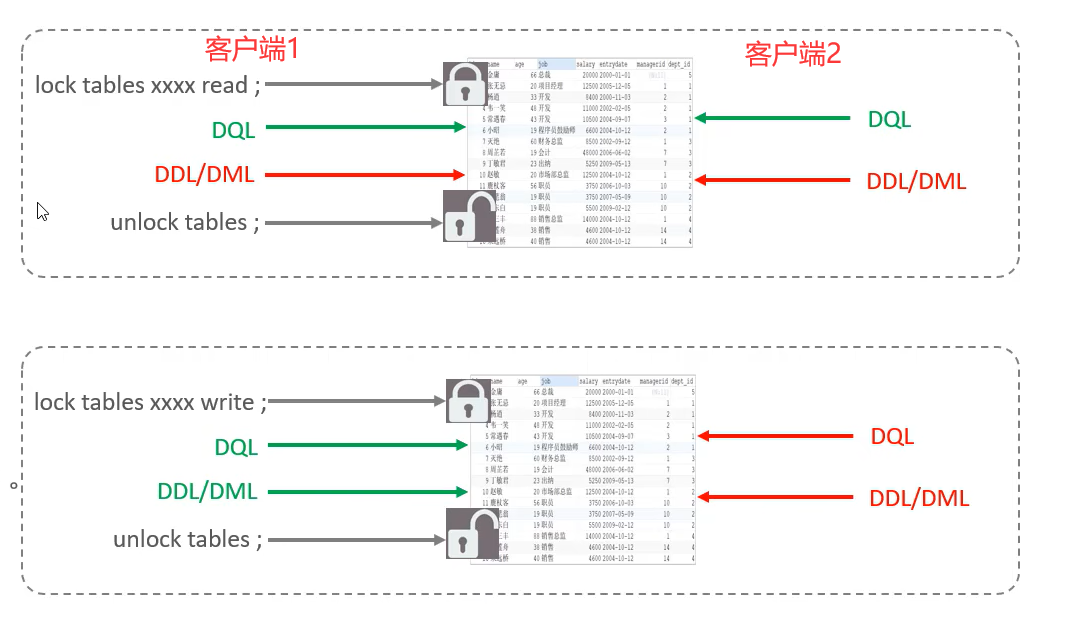 客户端1
客户端2
lock tables xxxx read ;
DQL
DDL/DML
unlock tables ;
name age job salary entrydate managerid dept_id
金庸 66 总裁 20000 2000-01-01 5
张无忌 20 项目经理 12500 2005-12-05 1 1
杨逍 33 开发 8400 2000-11-03 2 1
韦一笑 48 开发 11000 2002-02-05 2 1
5 常遇春 43 开发 10500 2004-09-07 3 1
6 小昭 19 程序员鼓励师 6600 2004-10-12 2 1
7 灭绝 60 财务总监 8500 2002-09-12 1 3
8 周芷若 19 会计 48000 2006-06-02 7 3
9 丁敏君 23 出纳 5250 2009-05-13 7 3
10 赵敏 20 市场部总监 12500 2004-10-12 1 2
11 鹿杖客 56 职员 3750 2006-10-03 10 2
19 职员 3750 2007-05-09 10 2
19 职员 5500 2009-02-12 10 2
88 销售总监 14000 2004-10-12 1 4
38 销售 4600 2004-10-12 14 4
40 销售 4600 2004-10-12 14 4
DQL
DDL/DML
lock tables xxxx write ;
DQL
DDL/DML
unlock tables ;
name age job salary entrydate managerid dept_id
金庸 66 总裁 20000 2000-01-01 5
张无忌 20 项目经理 12500 2005-12-05 1 1
杨逍 33 开发 8400 2000-11-03 2 1
韦一笑 48 开发 11000 2002-02-05 2 1
5 常遇春 43 开发 10500 2004-09-07 3 1
6 小昭 19 程序员鼓励师 6600 2004-10-12 2 1
7 灭绝 60 财务总监 8500 2002-09-12 1 3
8 周芷若 19 会计 48000 2006-06-02 7 3
9 丁敏君 23 出纳 5250 2009-05-13 7 3
10 赵敏 20 市场部总监 12500 2004-10-12 1 2
11 鹿杖客 56 职员 3750 2006-10-03 10 2
19 职员 3750 2007-05-09 10 2
19 职员 5500 2009-02-12 10 2
88 销售总监 14000 2004-10-12 1 4
38 销售 4600 2004-10-12 14 4
40 销售 4600 2004-10-12 14 4
DQL
DDL/DML